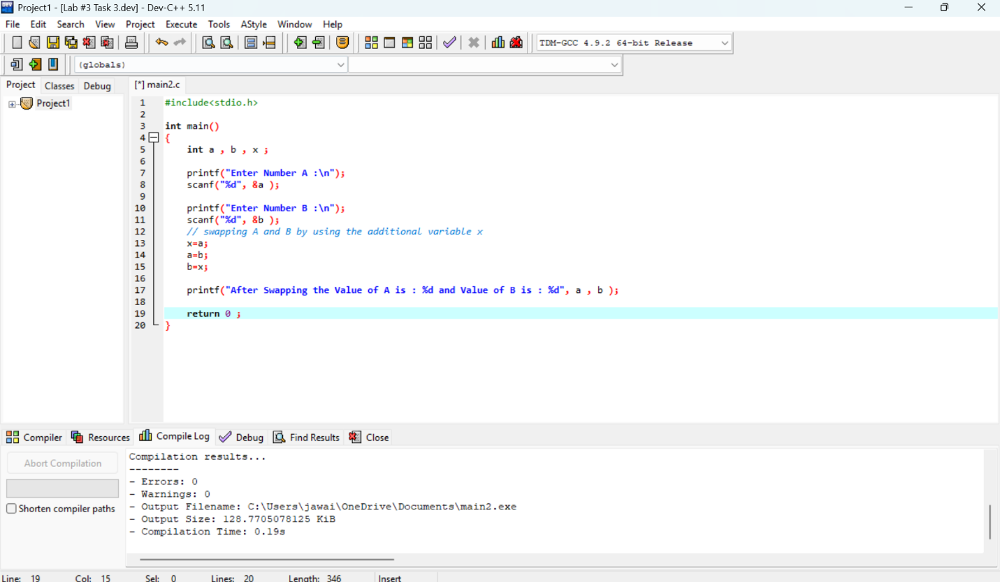 Project1 - [Lab #3 Task 3.dev] - Dev-C++ 5.11
File Edit Search View Project Execute Tools AStyle Window Help
TDM-GCC 4.9.2 64-bit Release
(globals)
Project Classes Debug [*] main2.c
Project1
1 #include<stdio.h>
2
3 int main()
4 {
5 int a , b , x ;
6
7 printf("Enter Number A :\n");
8 scanf("%d", &a );
9
10 printf("Enter Number B :\n");
11 scanf("%d", &b );
12 // swapping A and B by using the additional variable x
13 x=a;
14 a=b;
15 b=x;
16
17 printf("After Swapping the Value of A is : %d and Value of B is : %d", a , b );
18
19 return 0 ;
20 }
Compiler Resources Compile Log Debug Find Results Close
Abort Compilation
Shorten compiler paths
Compilation results...
--------
- Errors: 0
- Warnings: 0
- Output Filename: C:\Users\jawai\OneDrive\Documents\main2.exe
- Output Size: 128.7705078125 KiB
- Compilation Time: 0.19s
Line: 19 Col: 15 Sel: 0 Lines: 20 Length: 346 Insert